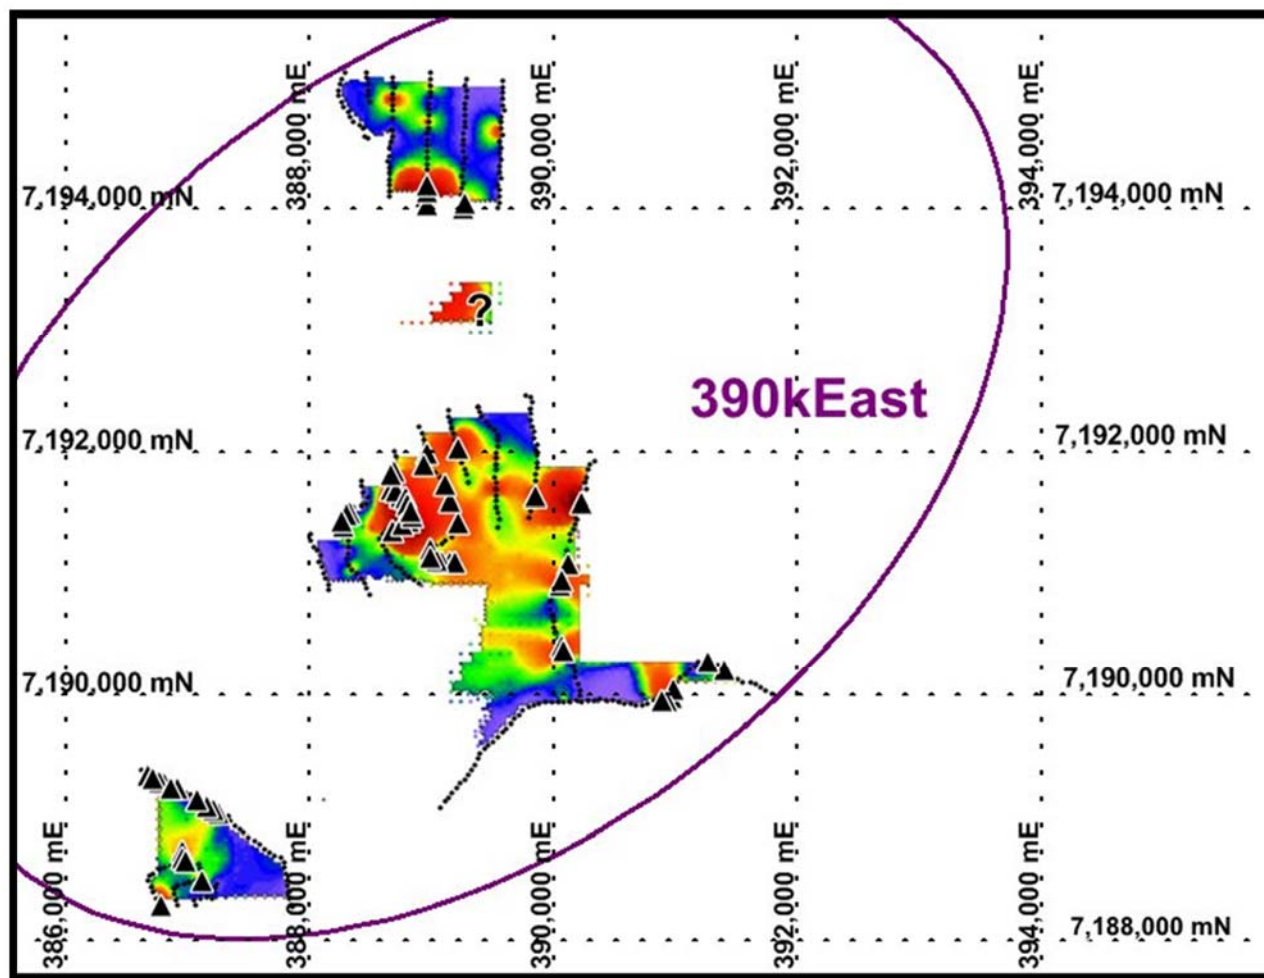 388,000 mE
390,000 mE
392,000 mE
394,000 mE
7,194,000 mN
7,194,000 mN
?
390kEast
7,192,000 mN
7,192,000 mN
7,190,000 mN
7,190,000 mN
386,000 mE
388,000 mE
390,000 mE
392,000 mE
394,000 mE
7,188,000 mN